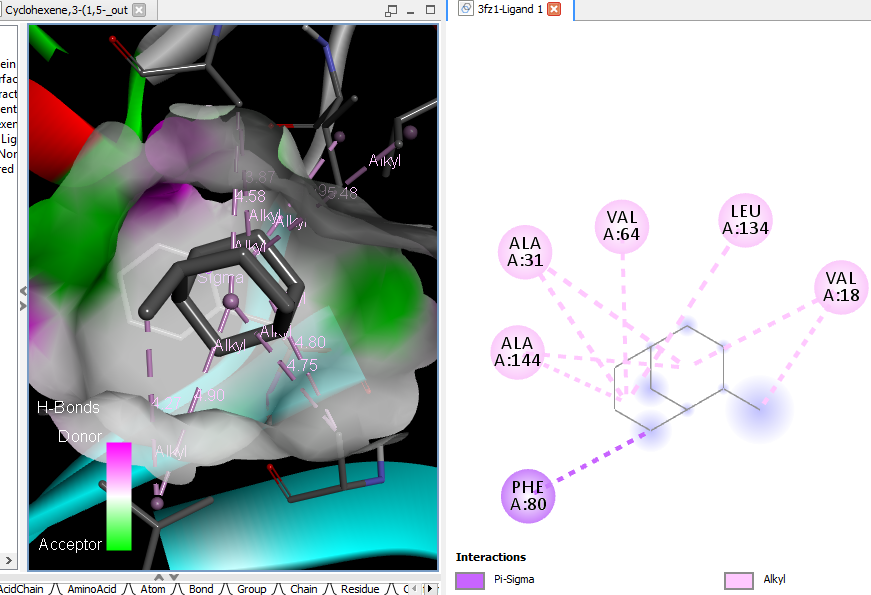 Cyclohexene,3-(1,5-_out
3fz1-Ligand 1
ein
rfac
ract
ent
exer
Lig
Nor
red
Alkyl
3.87
4.58
5.48
Alkyl
Alkyl
Alkyl
Sigma
Alkyl
4.80
Alkyl
4.75
4.90
H-Bonds
Donor
Alkyl
Acceptor
LEU
A:134
VAL
A:64
ALA
A:31
VAL
A:18
ALA
A:144
PHE
A:80
Interactions
Pi-Sigma
Alkyl
AcidChain
AminoAcid
Atom
Bond
Group
Chain
Residue